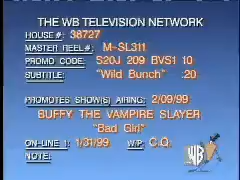 THE WB TELEVISION NETWORK
HOUSE #: 38727
MASTER REEL#: M-SL311
PROMO CODE: S20J 209 BVS1 10
SUBTITLE: "Wild Bunch" :20
PROMOTES SHOW(S) AIRING: 2/09/99
BUFFY THE VAMPIRE SLAYER
"Bad Girl"
ON-LINE 1: 1/31/99 W/P: C.Q.
NOTE:
WB